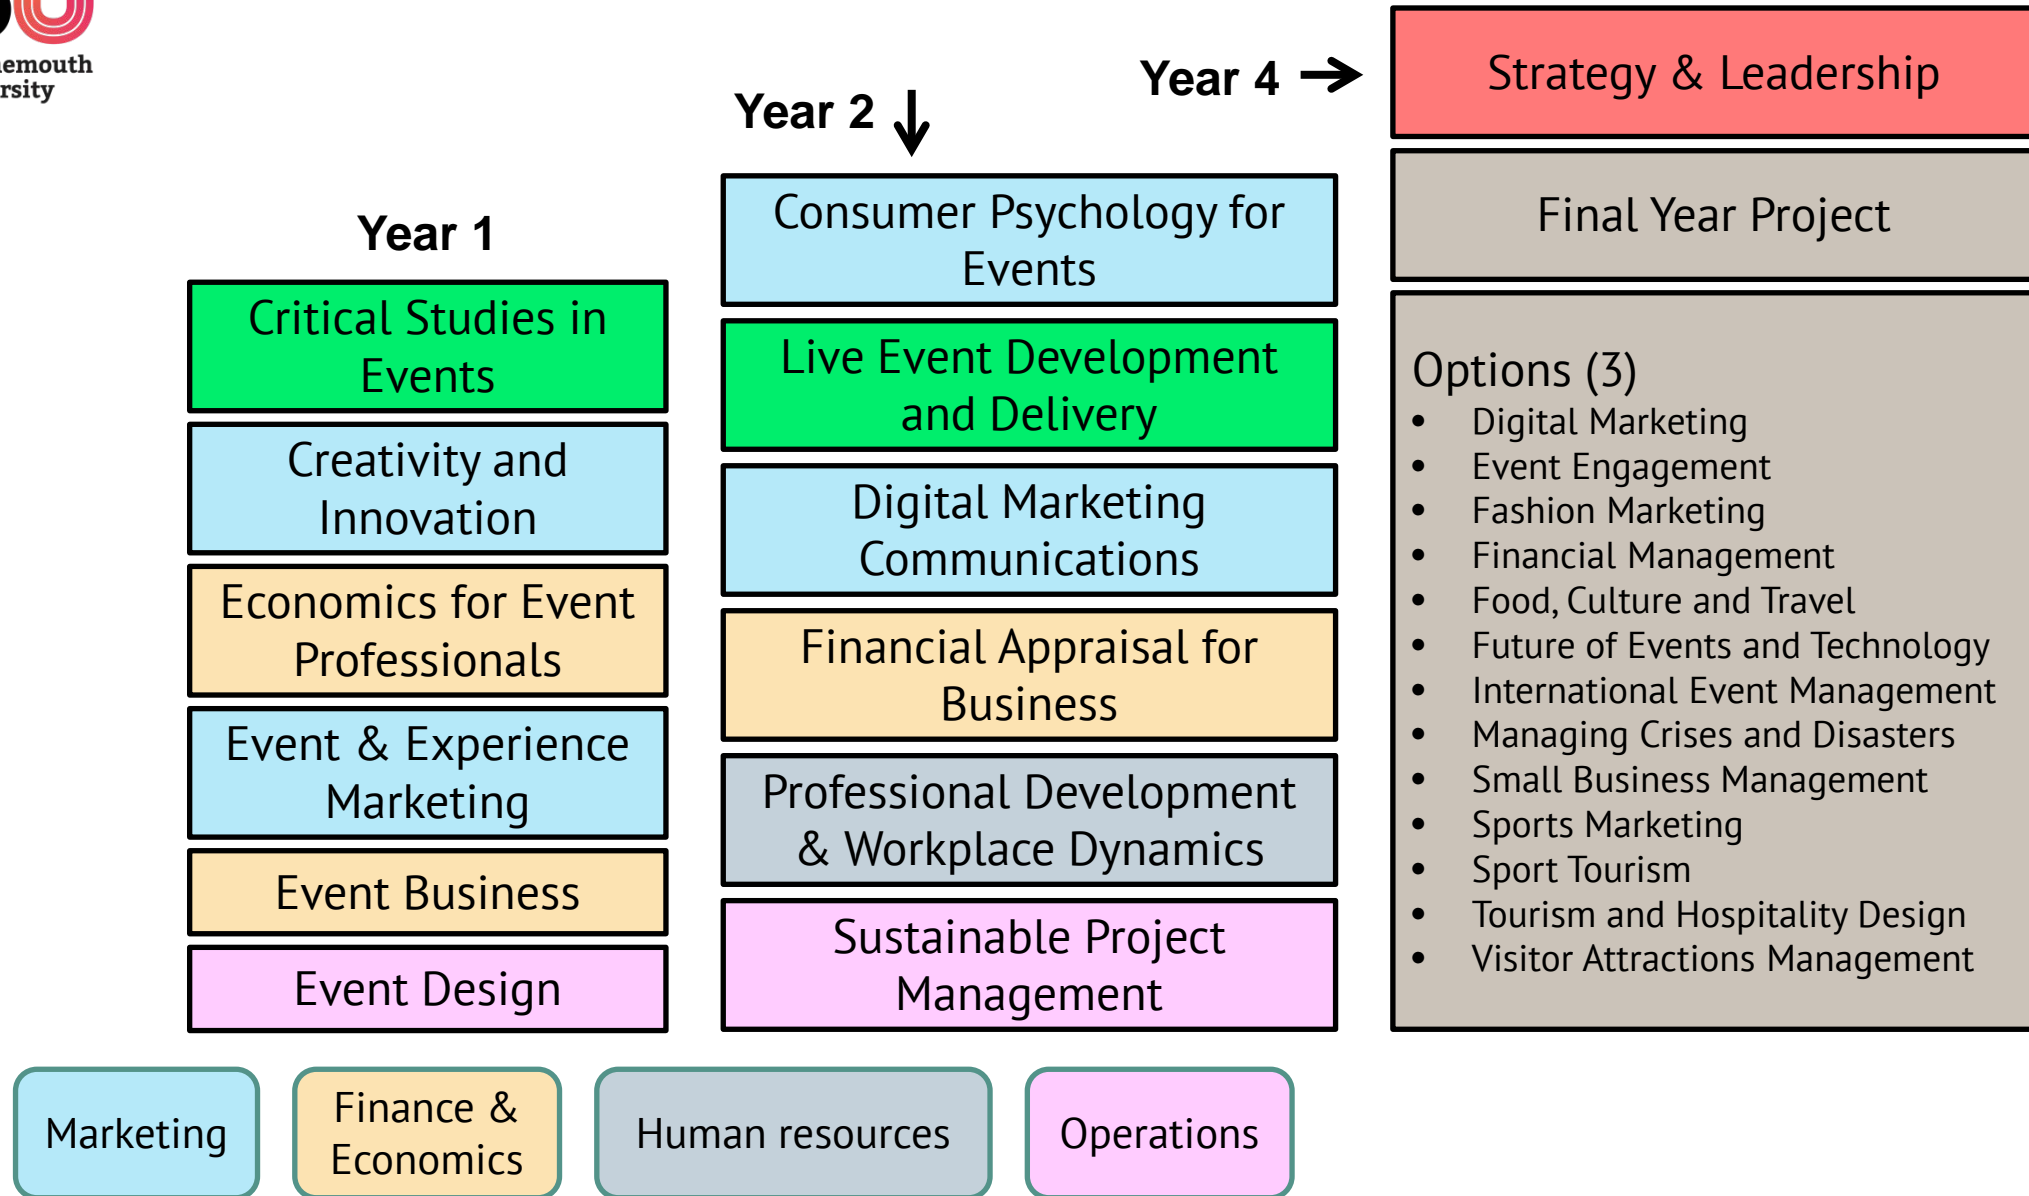 Year 1
Critical Studies in
Events
Creativity and
Innovation
Economics for Event
Professionals
Event & Experience
Marketing
Event Business
Event Design
Year 2
Consumer Psychology for
Events
Live Event Development
and Delivery
Digital Marketing
Communications
Financial Appraisal for
Business
Professional Development
& Workplace Dynamics
Sustainable Project
Management
Year 4
Strategy & Leadership
Final Year Project
Options (3)
• Digital Marketing
• Event Engagement
• Fashion Marketing
• Financial Management
• Food, Culture and Travel
• Future of Events and Technology
• International Event Management
• Managing Crises and Disasters
• Small Business Management
• Sports Marketing
• Sport Tourism
• Tourism and Hospitality Design
• Visitor Attractions Management
Marketing
Finance &
Economics
Human resources
Operations